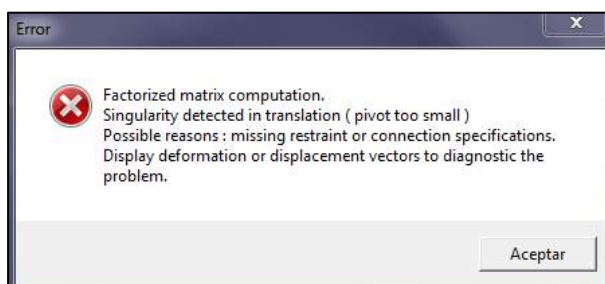 Error
x
Factorized matrix computation.
Singularity detected in translation ( pivot too small )
Possible reasons : missing restraint or connection specifications.
Display deformation or displacement vectors to diagnostic the
problem.
Aceptar